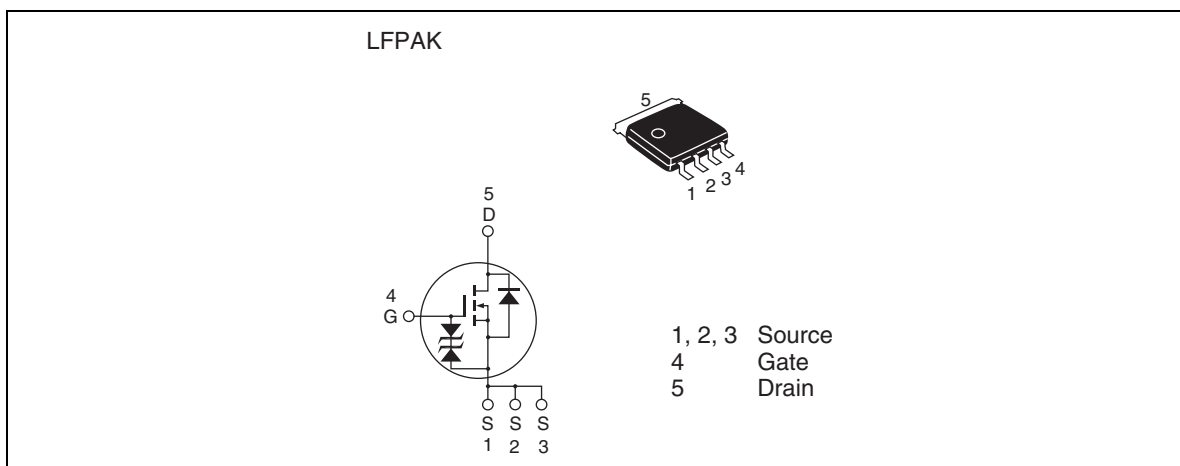 LFPAK
5
1 2 3 4
5
D
4
G
S S S
1 2 3
1, 2, 3 Source
4 Gate
5 Drain